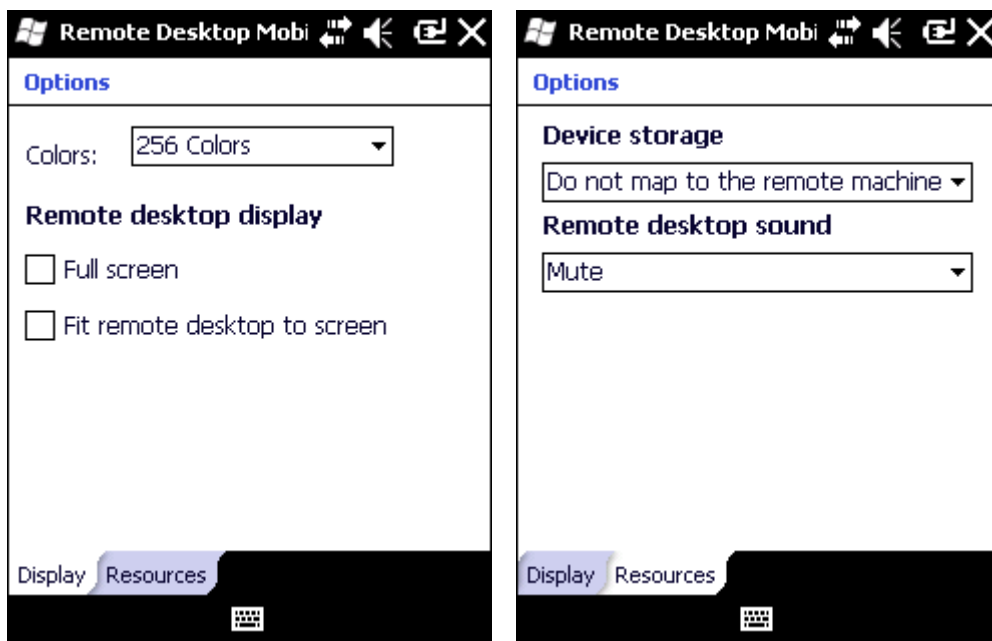 Remote Desktop Mobi
Options
Colors:
256 Colors
Remote desktop display
Full screen
Fit remote desktop to screen
Display
Resources
Remote Desktop Mobi
Options
Device storage
Do not map to the remote machine
Remote desktop sound
Mute
Display
Resources